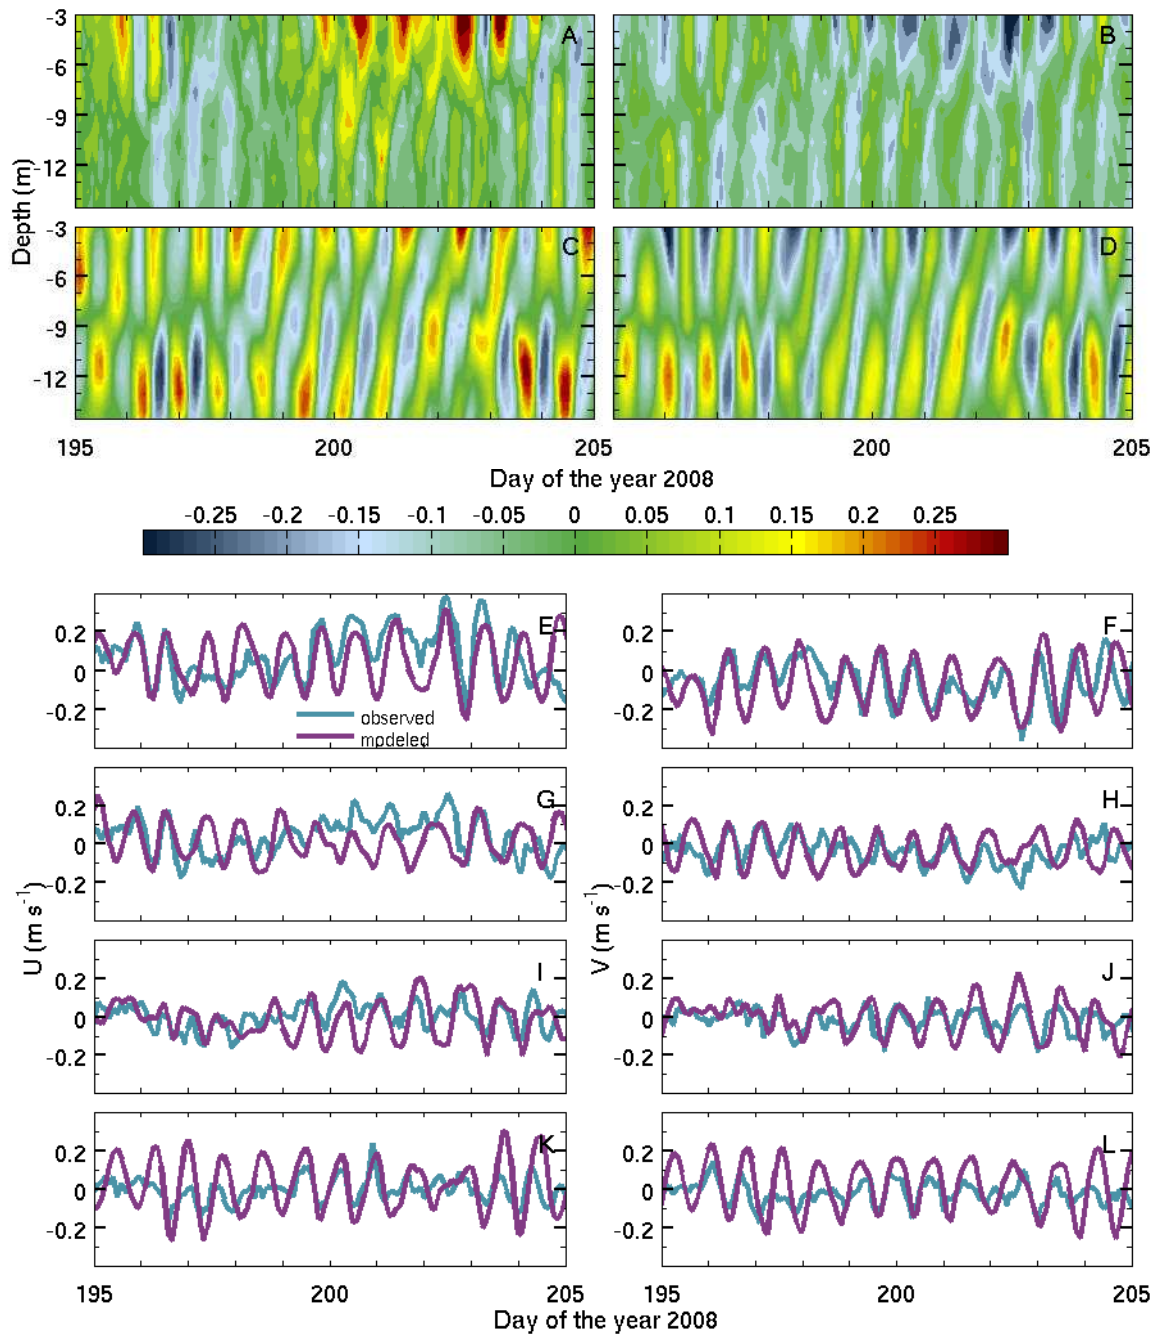 -3
-6
-9
-12
A
B
-3
-6
-9
-12
C
D
Depth (m)
195
200
205
200
205
Day of the year 2008
-0.25
-0.2
-0.15
-0.1
-0.05
0
0.05
0.1
0.15
0.2
0.25
0.2
0
-0.2
E
observed
modeled
0.2
0
-0.2
F
0.2
0
-0.2
G
0.2
0
-0.2
H
U (m s-1)
V (m s-1)
0.2
0
-0.2
I
0.2
0
-0.2
J
0.2
0
-0.2
K
0.2
0
-0.2
L
195
200
205
195
200
205
Day of the year 2008